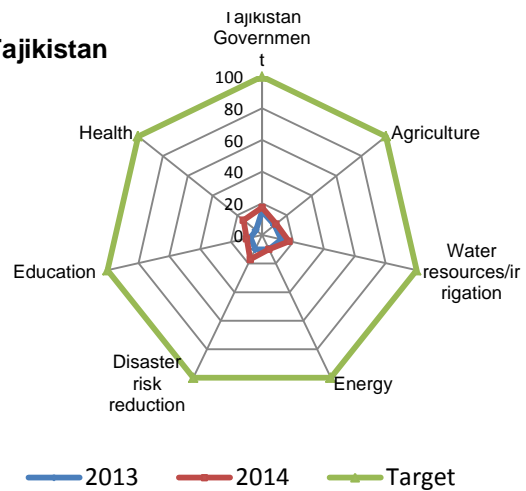 Tajikistan
Tajikistan
Governmen
t
100
80
60
40
20
0
Agriculture
Water
resources/ir
rigation
Energy
Disaster
risk
reduction
Education
Health
2013
2014
Target